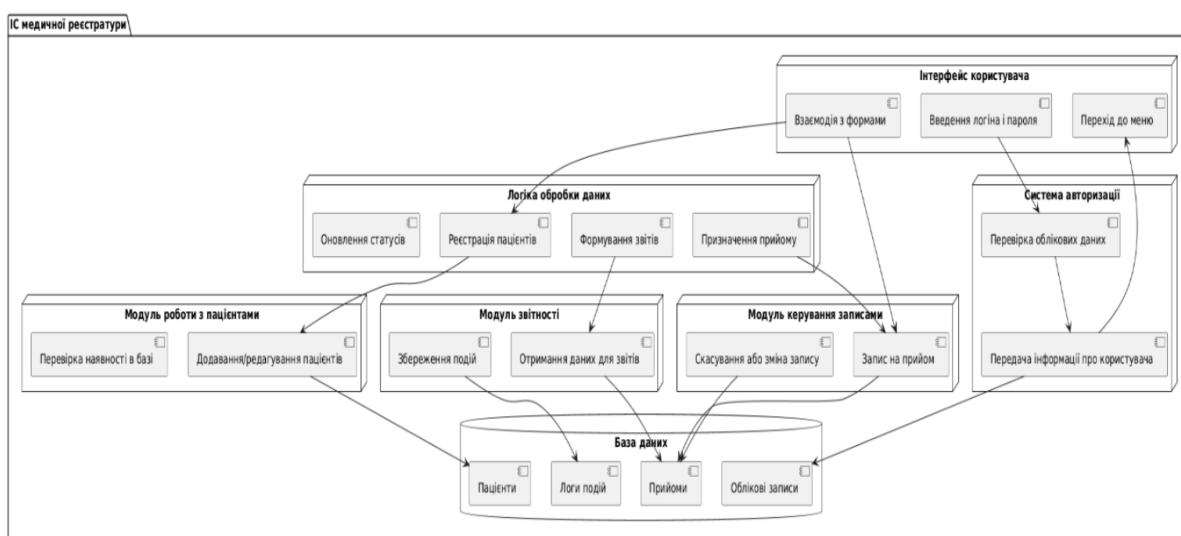 ІС медичної реєстратури
Інтерфейс користувача
Взаємодія з формами
Введення логіна і пароля
Перехід до меню
Логіка обробки даних
Оновлення статусів
Реєстрація пацієнтів
Формування звітів
Призначення прийому
Система авторизації
Перевірка облікових даних
Передача інформації про користувача
Модуль роботи з пацієнтами
Перевірка наявності в базі
Додавання/редагування пацієнтів
Модуль звітності
Збереження подій
Отримання даних для звітів
Модуль керування записами
Скасування або зміна запису
Запис на прийом
База даних
Пацієнти
Логи подій
Прийоми
Облікові записи